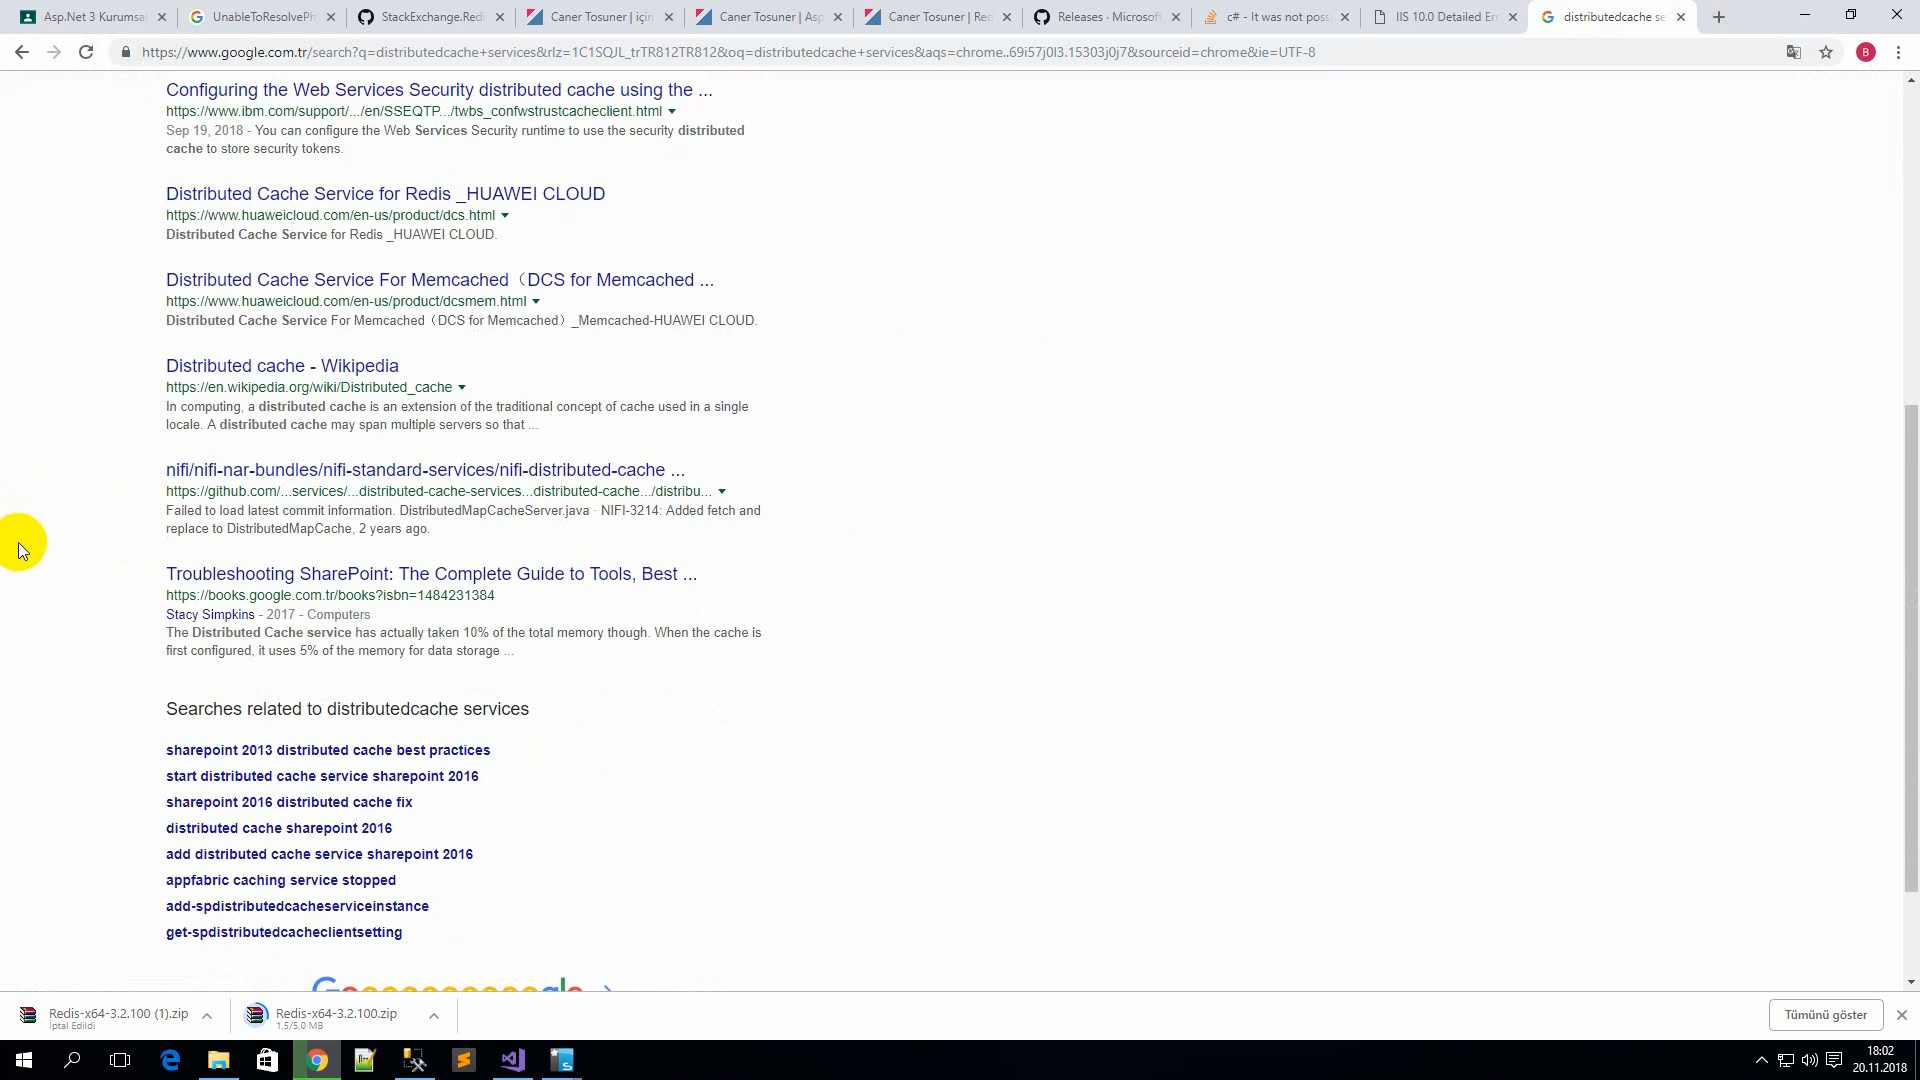 Asp.Net 3 Kurumsa
UnableToResolvePh
StackExchange.Redi
Caner Tosuner | için
Caner Tosuner | Asp
Caner Tosuner | Red
Releases · Microsoft
c# - It was not poss
IIS 10.0 Detailed Err
distributedcache se
https://www.google.com.tr/search?q=distributedcache+services&rlz=1C1SQJL_trTR812TR812&oq=distributedcache+services&aqs=chrome..69i57j0l3.15303j0j7&sourceid=chrome&ie=UTF-8
B
Configuring the Web Services Security distributed cache using the ...
https://www.ibm.com/support/.../en/SSEQTP.../twbs_confwstrustcacheclient.html
Sep 19, 2018 - You can configure the Web Services Security runtime to use the security distributed
cache to store security tokens.
Distributed Cache Service for Redis _HUAWEI CLOUD
https://www.huaweicloud.com/en-us/product/dcs.html
Distributed Cache Service for Redis _HUAWEI CLOUD.
Distributed Cache Service For Memcached（DCS for Memcached ...
https://www.huaweicloud.com/en-us/product/dcsmem.html
Distributed Cache Service For Memcached（DCS for Memcached）_Memcached-HUAWEI CLOUD.
Distributed cache - Wikipedia
https://en.wikipedia.org/wiki/Distributed_cache
In computing, a distributed cache is an extension of the traditional concept of cache used in a single
locale. A distributed cache may span multiple servers so that ...
nifi/nifi-nar-bundles/nifi-standard-services/nifi-distributed-cache ...
https://github.com/...services/...distributed-cache-services...distributed-cache.../distribu...
Failed to load latest commit information. DistributedMapCacheServer.java · NIFI-3214: Added fetch and
replace to DistributedMapCache, 2 years ago.
Troubleshooting SharePoint: The Complete Guide to Tools, Best ...
https://books.google.com.tr/books?isbn=1484231384
Stacy Simpkins - 2017 - Computers
The Distributed Cache service has actually taken 10% of the total memory though. When the cache is
first configured, it uses 5% of the memory for data storage ...
Searches related to distributedcache services
sharepoint 2013 distributed cache best practices
start distributed cache service sharepoint 2016
sharepoint 2016 distributed cache fix
distributed cache sharepoint 2016
add distributed cache service sharepoint 2016
appfabric caching service stopped
add-spdistributedcacheserviceinstance
get-spdistributedcacheclientsetting
Goooooooooogle
Redis-x64-3.2.100 (1).zip
İptal Edildi
Redis-x64-3.2.100.zip
1,5/5,0 MB
Tümünü göster
18:02
20.11.2018